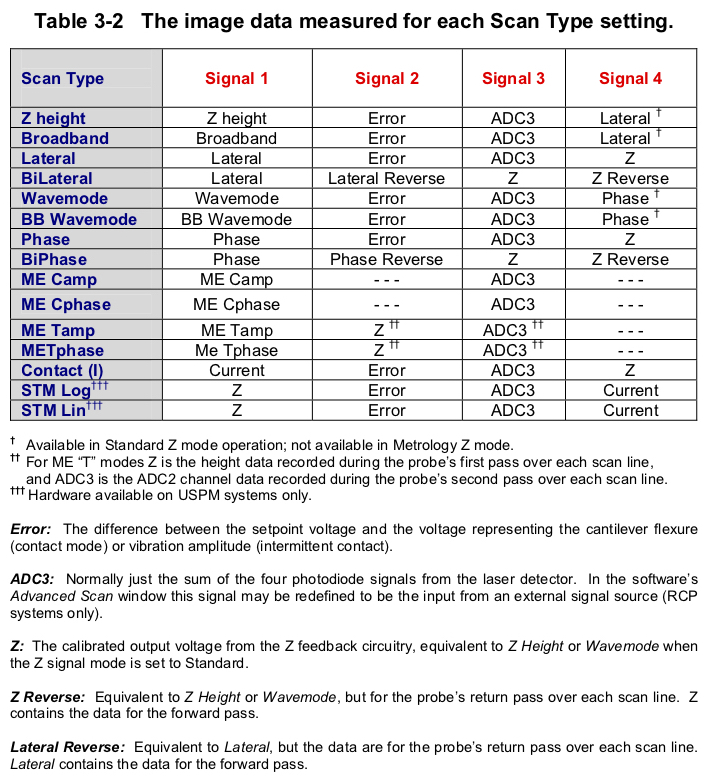 Table 3-2   The image data measured for each Scan Type setting.
Scan Type Signal 1 Signal 2 Signal 3 Signal 4
Z height Z height Error ADC3 Lateral †
Broadband Broadband Error ADC3 Lateral †
Lateral Lateral Error ADC3 Z
BiLateral Lateral Lateral Reverse Z Z Reverse
Wavemode Wavemode Error ADC3 Phase †
BB Wavemode BB Wavemode Error ADC3 Phase †
Phase Phase Error ADC3 Z
BiPhase Phase Phase Reverse Z Z Reverse
ME Camp ME Camp - - - ADC3 - - -
ME Cphase ME Cphase - - - ADC3 - - -
ME Tamp ME Tamp Z †† ADC3 †† - - -
METphase Me Tphase Z †† ADC3 †† - - -
Contact (I) Current Error ADC3 Z
STM Log††† Z Error ADC3 Current
STM Lin††† Z Error ADC3 Current
† Available in Standard Z mode operation; not available in Metrology Z mode.
†† For ME “T” modes Z is the height data recorded during the probe’s first pass over each scan line,
and ADC3 is the ADC2 channel data recorded during the probe’s second pass over each scan line.
††† Hardware available on USPM systems only.
Error: The difference between the setpoint voltage and the voltage representing the cantilever flexure
(contact mode) or vibration amplitude (intermittent contact).
ADC3: Normally just the sum of the four photodiode signals from the laser detector. In the software’s
Advanced Scan window this signal may be redefined to be the input from an external signal source (RCP
systems only).
Z: The calibrated output voltage from the Z feedback circuitry, equivalent to Z Height or Wavemode when
the Z signal mode is set to Standard.
Z Reverse: Equivalent to Z Height or Wavemode, but for the probe’s return pass over each scan line. Z
contains the data for the forward pass.
Lateral Reverse: Equivalent to Lateral, but the data are for the probe’s return pass over each scan line.
Lateral contains the data for the forward pass.